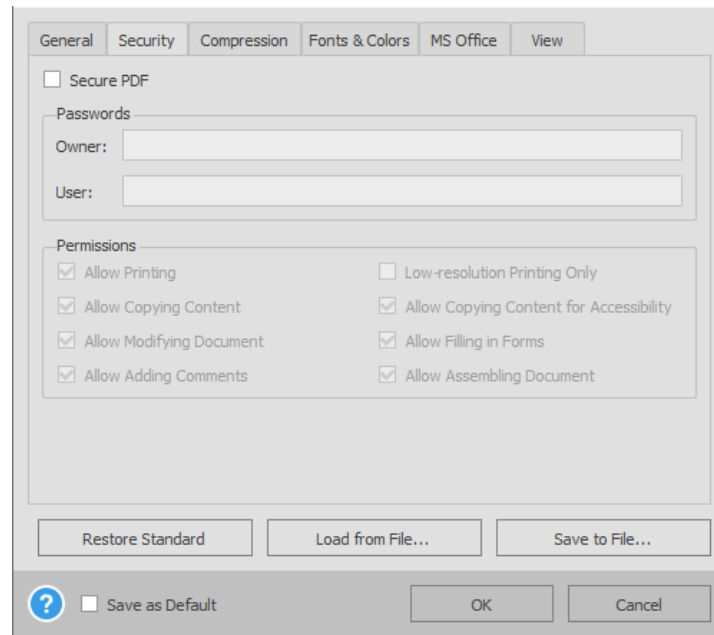 General Security Compression Fonts & Colors MS Office View
Secure PDF
Passwords
Owner:
User:
Permissions
Allow Printing Low-resolution Printing Only
Allow Copying Content Allow Copying Content for Accessibility
Allow Modifying Document Allow Filling in Forms
Allow Adding Comments Allow Assembling Document
Restore Standard Load from File... Save to File...
? Save as Default OK Cancel